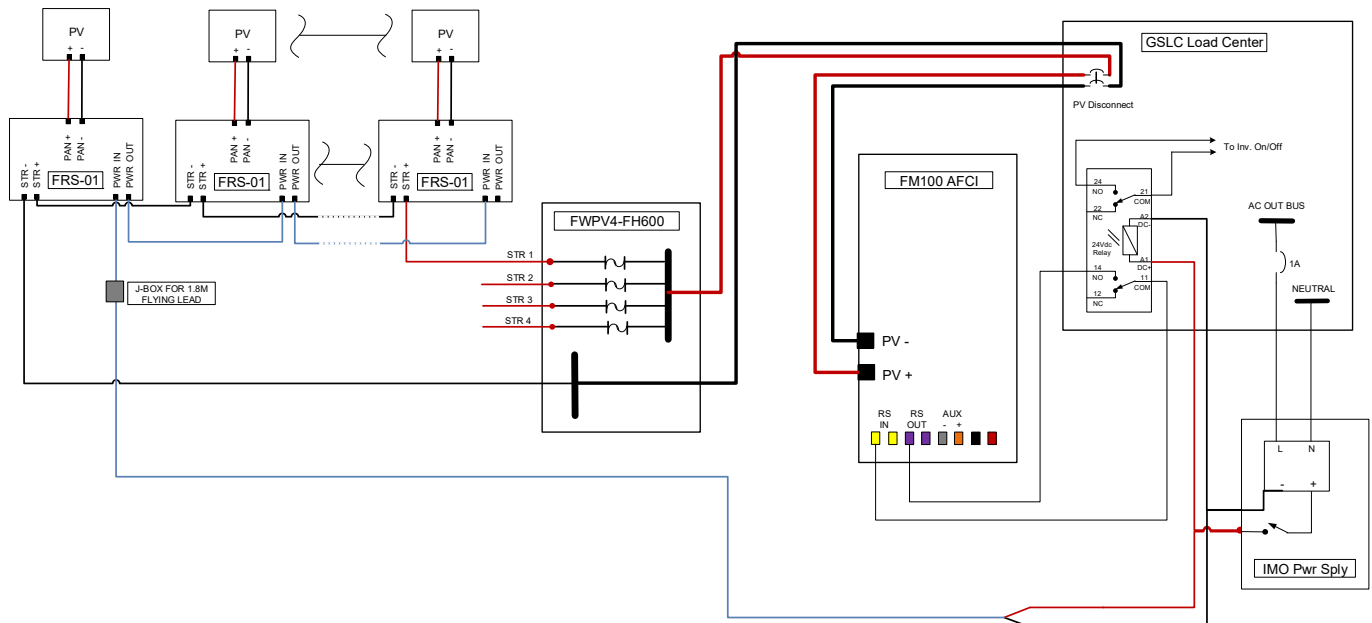 PV
+ -
PV
+ -
PV
+ -
GSLC Load Center
PV Disconnect
STR -
STR +
PAN +
PAN -
PWR IN
PWR OUT
FRS-01
STR -
STR +
PAN +
PAN -
PWR IN
PWR OUT
FRS-01
STR -
STR +
PAN +
PAN -
PWR IN
PWR OUT
FRS-01
To Inv. On/Off
FM100 AFCI
24
NO
21
COM
22
NC
A2
DC-
24Vdc
Relay
A1
DC+
14
NO
11
COM
12
NC
AC OUT BUS
1A
NEUTRAL
FWPV4-FH600
STR 1
STR 2
STR 3
STR 4
J-BOX FOR 1.8M
FLYING LEAD
PV -
PV +
RS
IN
RS
OUT
AUX
- +
L N
- +
IMO Pwr Sply